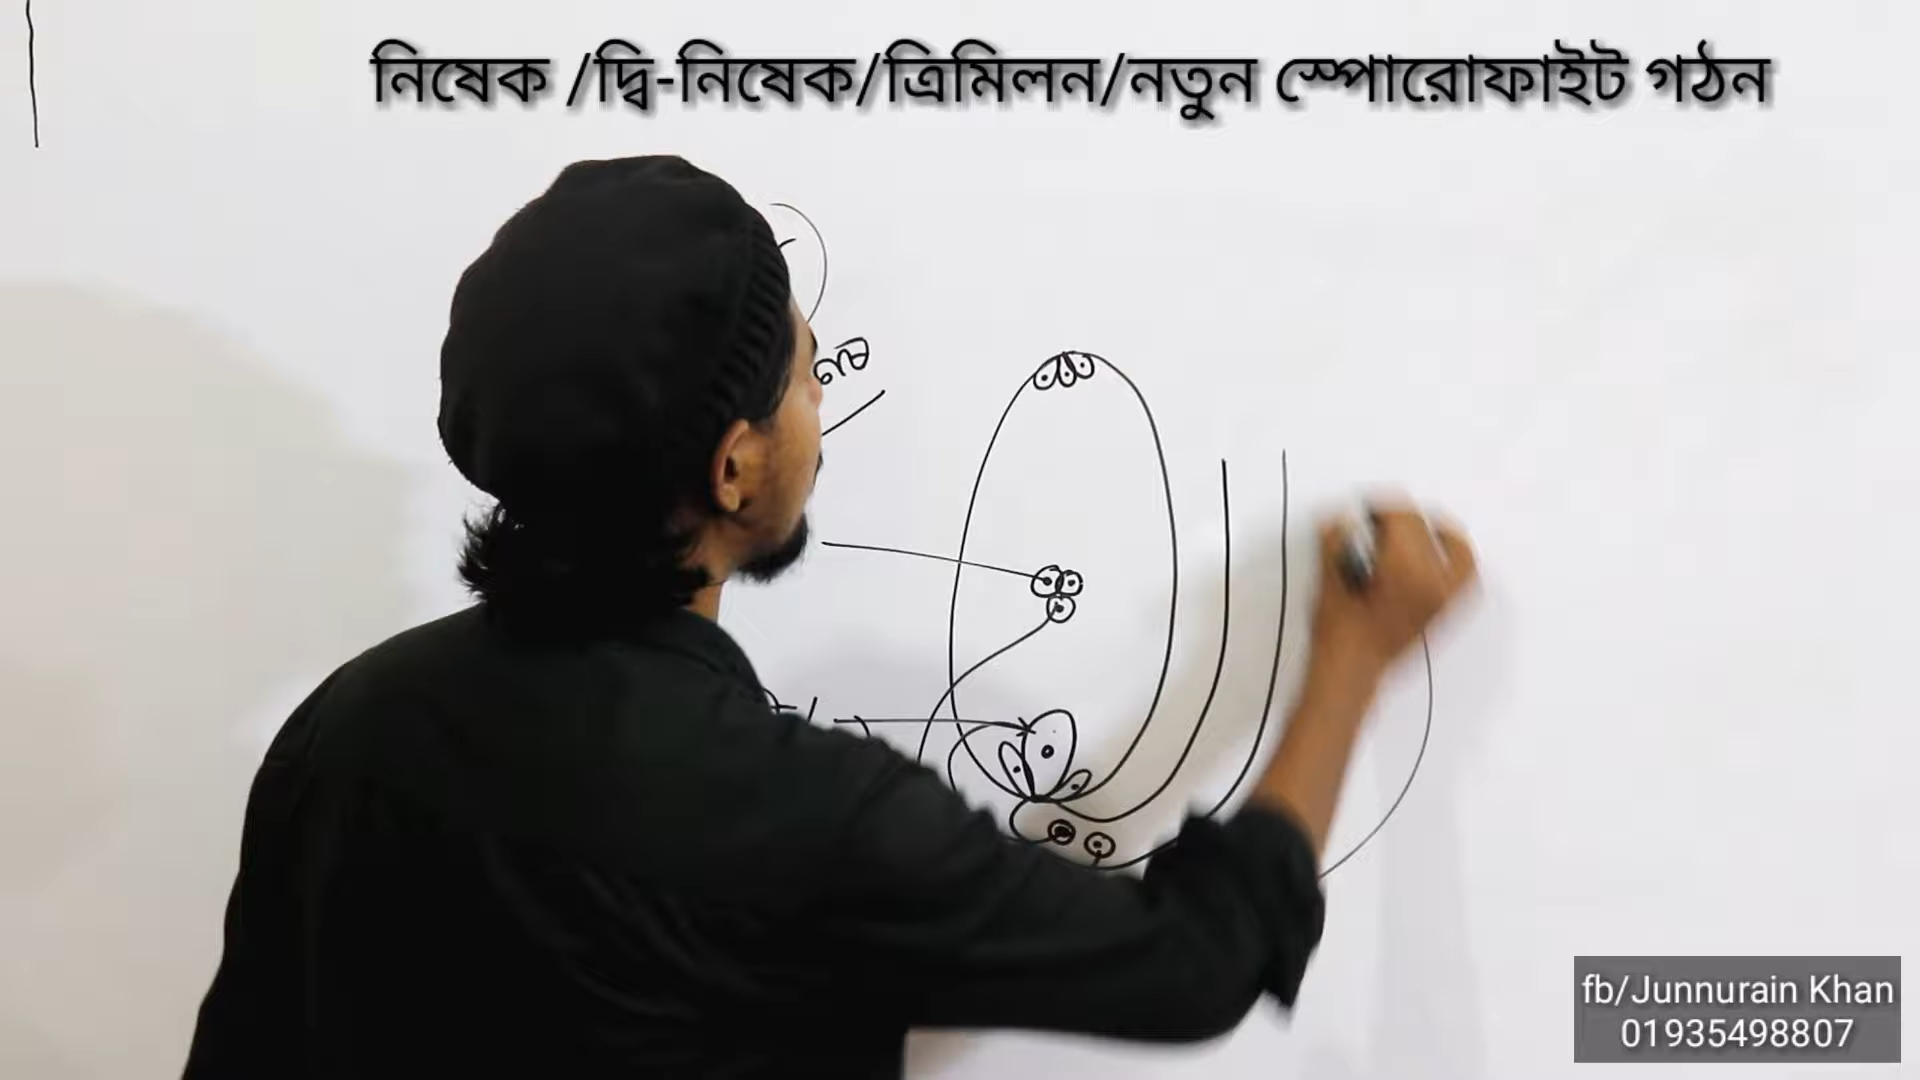 নিষেক /দ্বি-নিষেক/ত্রিমিলন/নতুন স্পোরোফাইট গঠন
fb/Junnurain Khan
01935498807